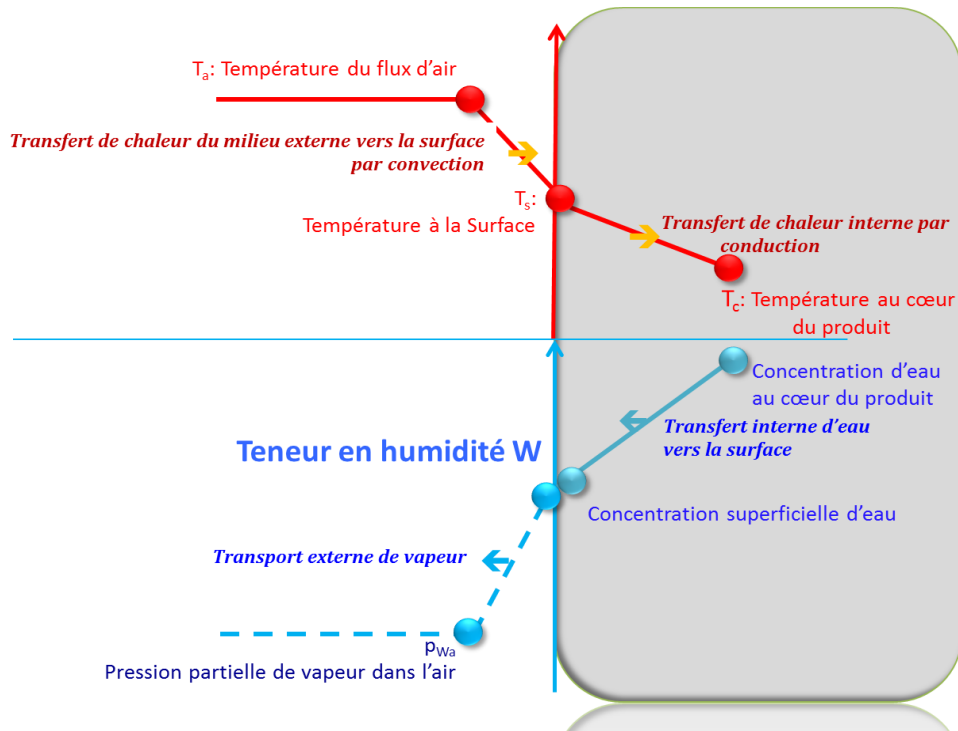 Ta: Température du flux d'air
Transfert de chaleur du milieu externe vers la surface
par convection
Ts:
Température à la Surface
Transfert de chaleur interne par
conduction
Tc: Température au cœur
du produit
Concentration d'eau
au cœur du produit
Transfert interne d'eau
vers la surface
Teneur en humidité W
Concentration superficielle d'eau
Transport externe de vapeur
pWa
Pression partielle de vapeur dans l'air